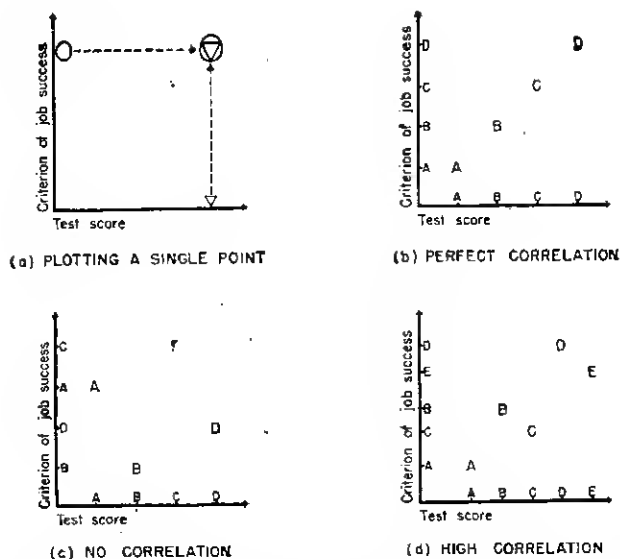 Criterion of job success
Test score
(a) PLOTTING A SINGLE POINT
Criterion of job success
D D
C C
B B
A A
A B C D
Test score
(b) PERFECT CORRELATION
Criterion of job success
C
A A
D D
B B
A B C D
Test score
(c) NO CORRELATION
Criterion of job success
D D
E E
B B
C C
A A
A B C D E
Test score
(d) HIGH CORRELATION